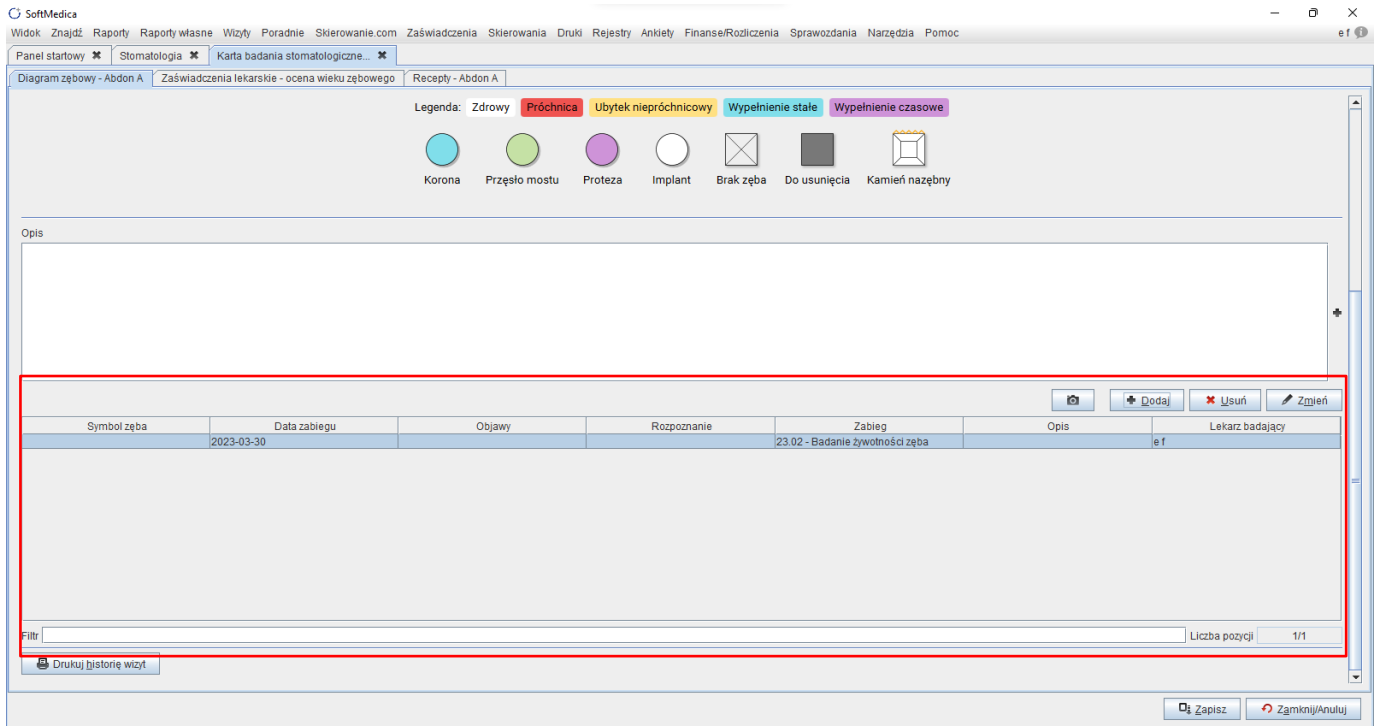 SoftMedica
Widok Znajdź Raporty Raporty własne Wizyty Poradnie Skierowanie.com Zaświadczenia Skierowania Druki Rejestry Ankiety Finanse/Rozliczenia Sprawozdania Narzędzia Pomoc e f
Panel startowy Stomatologia Karta badania stomatologiczne...
Diagram zębowy - Abdon A Zaświadczenia lekarskie - ocena wieku zębowego Recepty - Abdon A
Legenda: Zdrowy Próchnica Ubytek niepróchnicowy Wypełnienie stałe Wypełnienie czasowe
Korona Przęsło mostu Proteza Implant Brak zęba Do usunięcia Kamień nazębny
Opis
Dodaj Usuń Zmień
Symbol zęba Data zabiegu Objawy Rozpoznanie Zabieg Opis Lekarz badający
2023-03-30 23.02 - Badanie żywotności zęba e f
Filtr Liczba pozycji 1/1
Drukuj historię wizyt
Zapisz Zamknij/Anuluj